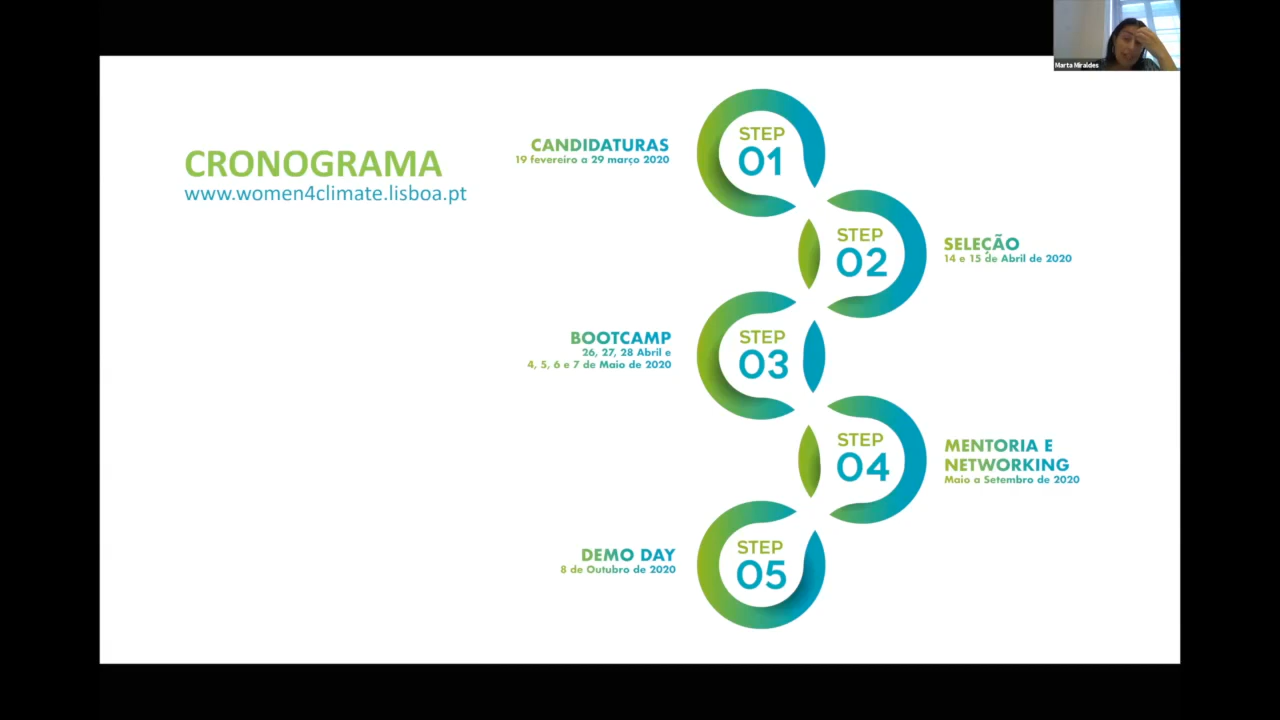 Marta Miraldes
CRONOGRAMA
www.women4climate.lisboa.pt
CANDIDATURAS
19 fevereiro a 29 março 2020
STEP
01
STEP
02
SELEÇÃO
14 e 15 de Abril de 2020
BOOTCAMP
26, 27, 28 Abril e
4, 5, 6 e 7 de Maio de 2020
STEP
03
STEP
04
MENTORIA E
NETWORKING
Maio a Setembro de 2020
DEMO DAY
8 de Outubro de 2020
STEP
05